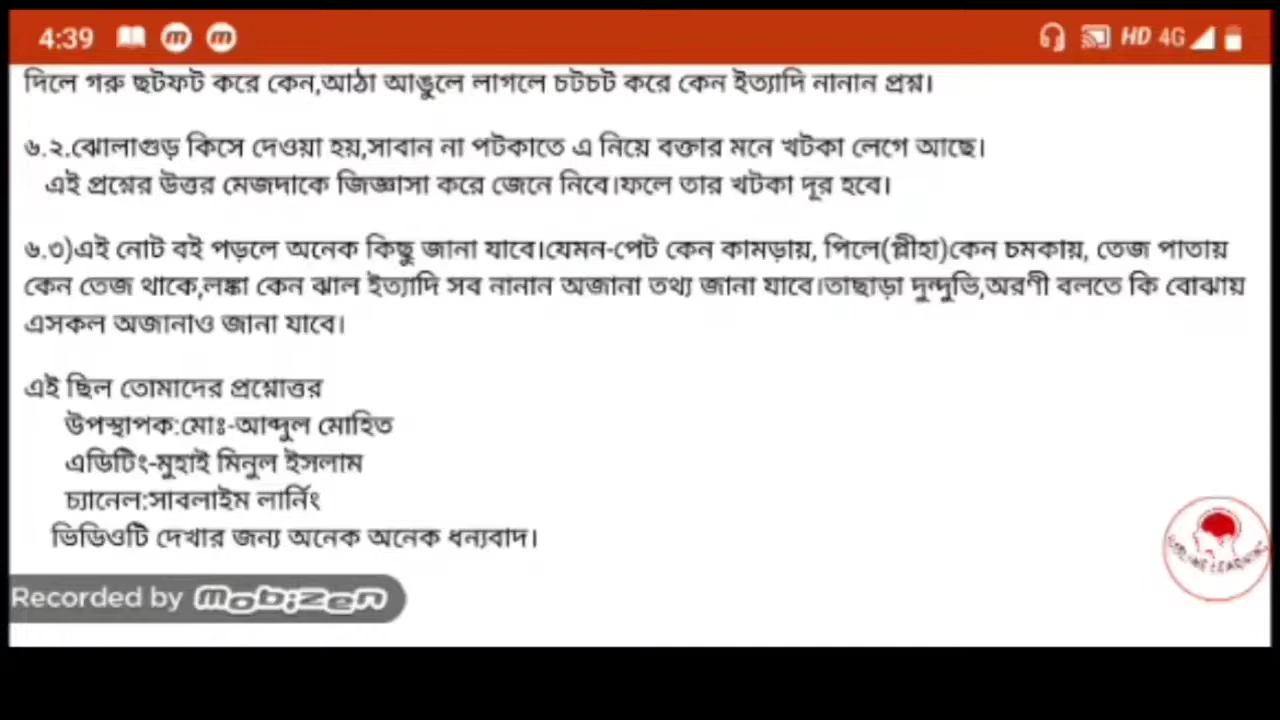 4:39 HD 4G
দিলে গরু ছটফট করে কেন,আঠা আঙুলে লাগলে চটচট করে কেন ইত্যাদি নানান প্রশ্ন।
৬.২.ঝোলাগুড় কিসে দেওয়া হয়,সাবান না পটকাতে এ নিয়ে বক্তার মনে খটকা লেগে আছে।
এই প্রশ্নের উত্তর মেজদাকে জিজ্ঞাসা করে জেনে নিবে।ফলে তার খটকা দূর হবে।
৬.৩)এই নোট বই পড়লে অনেক কিছু জানা যাবে।যেমন-পেট কেন কামড়ায়, পিলে(প্লীহা)কেন চমকায়, তেজ পাতায়
কেন তেজ থাকে,লঙ্কা কেন ঝাল ইত্যাদি সব নানান অজানা তথ্য জানা যাবে।তাছাড়া দুন্দুভি,অরণী বলতে কি বোঝায়
এসকল অজানাও জানা যাবে।
এই ছিল তোমাদের প্রশ্নোত্তর
উপস্থাপক:মোঃ-আব্দুল মোহিত
এডিটিং-মুহাই মিনুল ইসলাম
চ্যানেল:সাবলাইম লার্নিং
ভিডিওটি দেখার জন্য অনেক অনেক ধন্যবাদ।
SUBLIME LEARNING
Recorded by mobizen